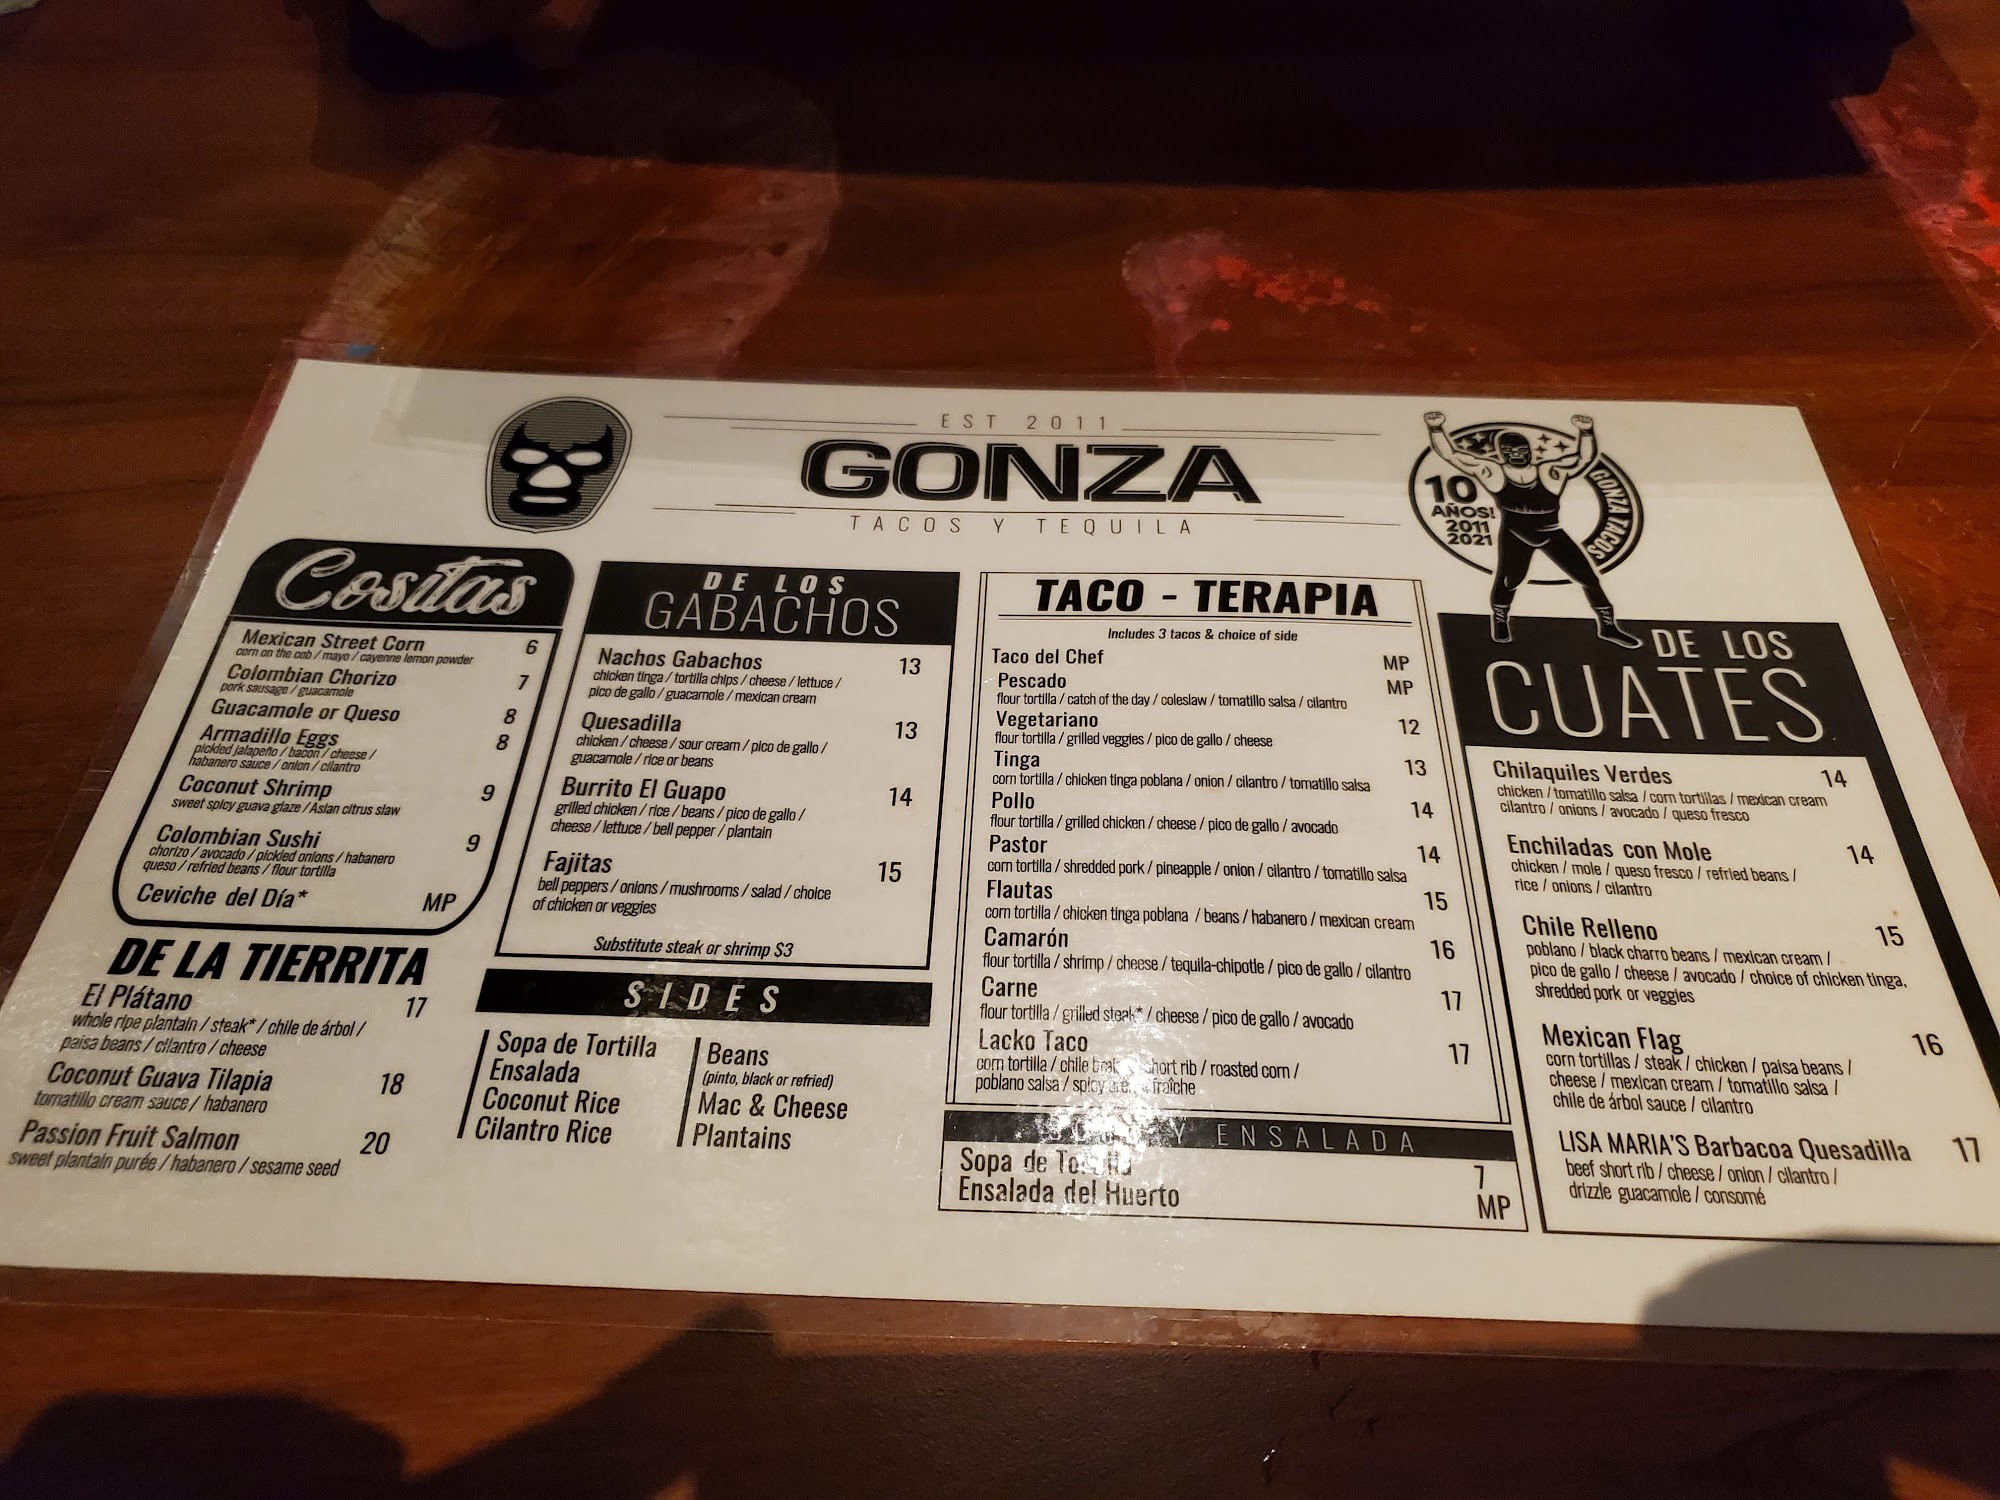 EST 2011
GONZA
TACOS Y TEQUILA
10
AÑOS!
2011
2021
GONZA TACOS
Cositas
Mexican Street Corn 6
corn on the cob / mayo / cayenne lemon powder
Colombian Chorizo 7
pork sausage / guacamole
Guacamole or Queso 8
Armadillo Eggs 8
pickled jalapeño / bacon / cheese /
habanero sauce / onion / cilantro
Coconut Shrimp 9
sweet spicy guava glaze / Asian citrus slaw
Colombian Sushi 9
chorizo / avocado / pickled onions / habanero
queso / refried beans / flour tortilla
Ceviche del Día* MP
DE LA TIERRITA
El Plátano 17
whole ripe plantain / steak* / chile de árbol /
paisa beans / cilantro / cheese
Coconut Guava Tilapia 18
tomatillo cream sauce / habanero
Passion Fruit Salmon 20
sweet plantain purée / habanero / sesame seed
DE LOS
GABACHOS
Nachos Gabachos 13
chicken tinga / tortilla chips / cheese / lettuce /
pico de gallo / guacamole / mexican cream
Quesadilla 13
chicken / cheese / sour cream / pico de gallo /
guacamole / rice or beans
Burrito El Guapo 14
grilled chicken / rice / beans / pico de gallo /
cheese / lettuce / bell pepper / plantain
Fajitas 15
bell peppers / onions / mushrooms / salad / choice
of chicken or veggies
Substitute steak or shrimp $3
SIDES
Sopa de Tortilla
Ensalada
Coconut Rice
Cilantro Rice
Beans
(pinto, black or refried)
Mac & Cheese
Plantains
TACO - TERAPIA
Includes 3 tacos & choice of side
Taco del Chef MP
Pescado MP
flour tortilla / catch of the day / coleslaw / tomatillo salsa / cilantro
Vegetariano 12
flour tortilla / grilled veggies / pico de gallo / cheese
Tinga 13
corn tortilla / chicken tinga poblana / onion / cilantro / tomatillo salsa
Pollo 14
flour tortilla / grilled chicken / cheese / pico de gallo / avocado
Pastor 14
corn tortilla / shredded pork / pineapple / onion / cilantro / tomatillo salsa
Flautas 15
corn tortilla / chicken tinga poblana / beans / habanero / mexican cream
Camarón 16
flour tortilla / shrimp / cheese / tequila-chipotle / pico de gallo / cilantro
Carne 17
flour tortilla / grilled steak* / cheese / pico de gallo / avocado
Lacko Taco 17
corn tortilla / chile short rib / roasted corn /
poblano salsa / spicy fraîche
Y ENSALADA
Sopa de Tortilla 7
Ensalada del Huerto MP
DE LOS
CUATES
Chilaquiles Verdes 14
chicken / tomatillo salsa / corn tortillas / mexican cream
cilantro / onions / avocado / queso fresco
Enchiladas con Mole 14
chicken / mole / queso fresco / refried beans /
rice / onions / cilantro
Chile Relleno 15
poblano / black charro beans / mexican cream /
pico de gallo / cheese / avocado / choice of chicken tinga,
shredded pork or veggies
Mexican Flag 16
corn tortillas / steak / chicken / paisa beans /
cheese / mexican cream / tomatillo salsa /
chile de árbol sauce / cilantro
LISA MARIA'S Barbacoa Quesadilla 17
beef short rib / cheese / onion / cilantro /
drizzle guacamole / consomé